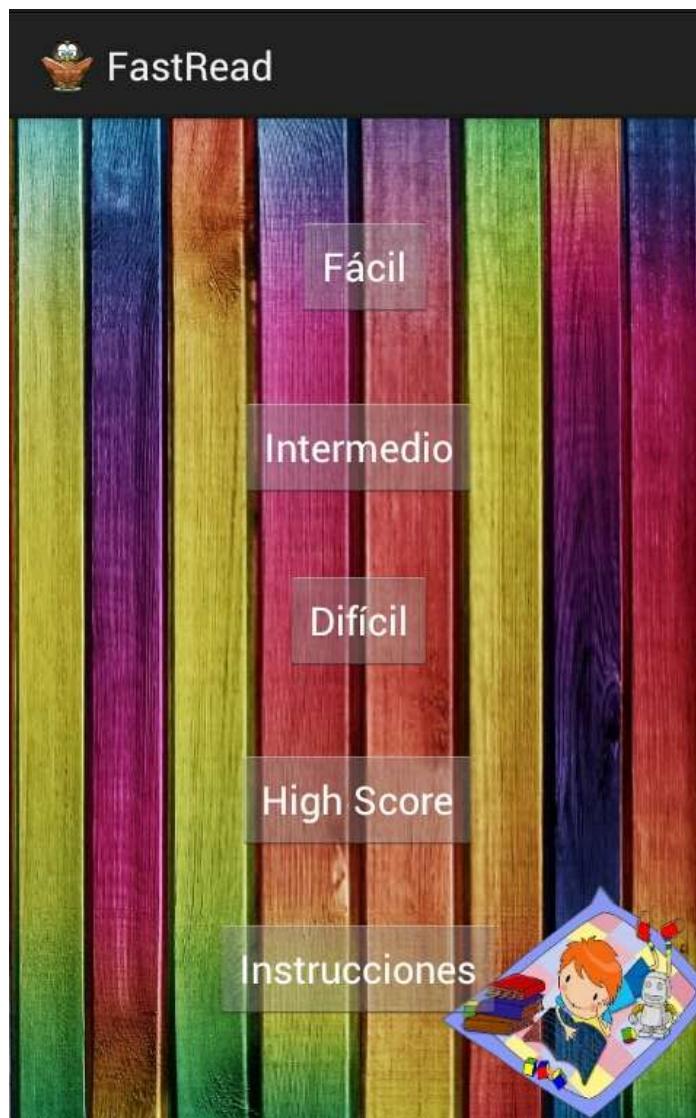 FastRead
Fácil
Intermedio
Difícil
High Score
Instrucciones